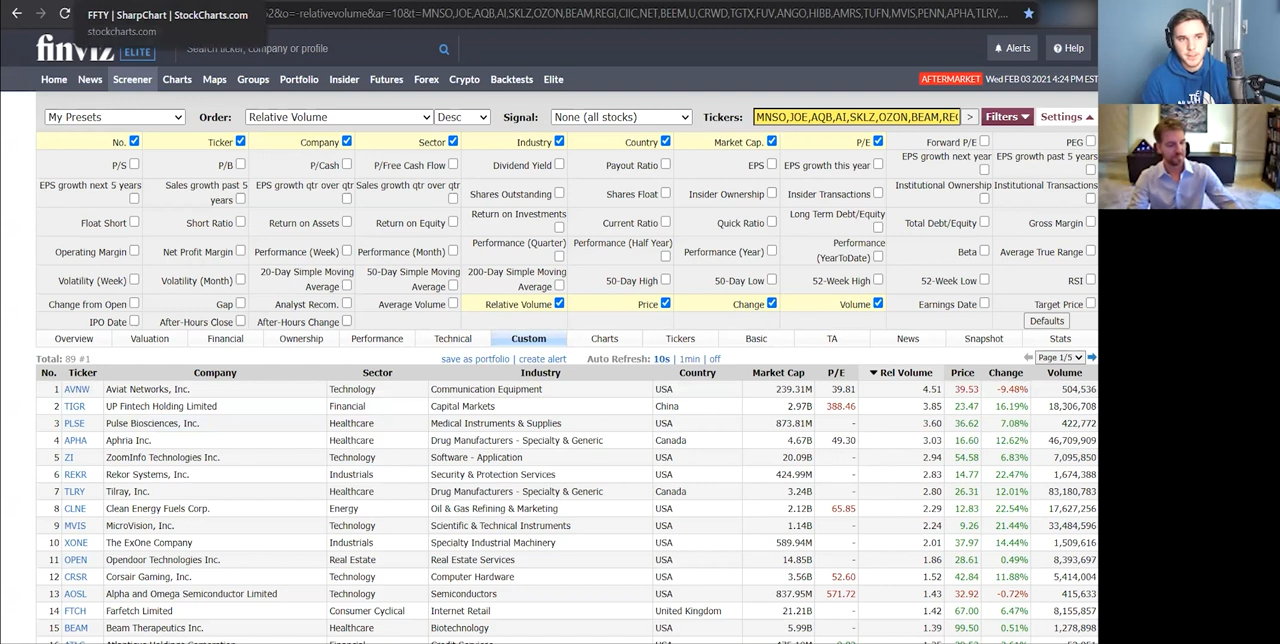 FFTY | SharpChart | StockCharts.com
2&o=-relativevolume&ar=10&t=MNSO,JOE,AQB,AI,SKLZ,OZON,BEAM,REGI,CIIC,NET,BEEM,U,CRWD,TGTX,FUV,ANGO,HIBB,AMRS,TUFN,MVIS,PENN,APHA,TLRY,...
stockcharts.com
finviz ELITE Search ticker, company or profile Alerts Help
Home News Screener Charts Maps Groups Portfolio Insider Futures Forex Crypto Backtests Elite AFTERMARKET Wed FEB 03 2021 4:24 PM EST
My Presets Order: Relative Volume Desc Signal: None (all stocks) Tickers: MNSO,JOE,AQB,AI,SKLZ,OZON,BEAM,REG > Filters Settings
No. Ticker Company Sector Industry Country Market Cap. P/E Forward P/E PEG
P/S P/B P/Cash P/Free Cash Flow Dividend Yield Payout Ratio EPS EPS growth this year EPS growth next year EPS growth past 5 years
EPS growth next 5 years Sales growth past 5 years EPS growth qtr over qtr Sales growth qtr over qtr Shares Outstanding Shares Float Insider Ownership Insider Transactions Institutional Ownership Institutional Transactions
Float Short Short Ratio Return on Assets Return on Equity Return on Investments Current Ratio Quick Ratio Long Term Debt/Equity Total Debt/Equity Gross Margin
Operating Margin Net Profit Margin Performance (Week) Performance (Month) Performance (Quarter) Performance (Half Year) Performance (Year) Performance (YearToDate) Beta Average True Range
Volatility (Week) Volatility (Month) 20-Day Simple Moving Average 50-Day Simple Moving Average 200-Day Simple Moving Average 50-Day High 50-Day Low 52-Week High 52-Week Low RSI
Change from Open Gap Analyst Recom. Average Volume Relative Volume Price Change Volume Earnings Date Target Price
IPO Date After-Hours Close After-Hours Change Defaults
Overview Valuation Financial Ownership Performance Technical Custom Charts Tickers Basic TA News Snapshot Stats
Total: 89 #1 save as portfolio | create alert Auto Refresh: 10s | 1min | off Page 1/5
No. Ticker Company Sector Industry Country Market Cap P/E Rel Volume Price Change Volume
1 AVNW Aviat Networks, Inc. Technology Communication Equipment USA 239.31M 39.81 4.51 39.53 -9.48% 504,536
2 TIGR UP Fintech Holding Limited Financial Capital Markets China 2.97B 388.46 3.85 23.47 16.19% 18,306,708
3 PLSE Pulse Biosciences, Inc. Healthcare Medical Instruments & Supplies USA 873.81M - 3.60 36.62 7.08% 422,772
4 APHA Aphria Inc. Healthcare Drug Manufacturers - Specialty & Generic Canada 4.67B 49.30 3.03 16.60 12.62% 46,709,909
5 ZI ZoomInfo Technologies Inc. Technology Software - Application USA 20.09B - 2.94 54.58 6.83% 7,095,850
6 REKR Rekor Systems, Inc. Industrials Security & Protection Services USA 424.99M - 2.83 14.77 22.47% 1,674,388
7 TLRY Tilray, Inc. Healthcare Drug Manufacturers - Specialty & Generic Canada 3.24B - 2.80 26.31 12.01% 83,180,783
8 CLNE Clean Energy Fuels Corp. Energy Oil & Gas Refining & Marketing USA 2.12B 65.85 2.29 12.83 22.54% 17,627,256
9 MVIS MicroVision, Inc. Technology Scientific & Technical Instruments USA 1.14B - 2.24 9.26 21.44% 33,484,596
10 XONE The ExOne Company Industrials Specialty Industrial Machinery USA 589.94M - 2.01 37.97 14.44% 1,509,616
11 OPEN Opendoor Technologies Inc. Real Estate Real Estate Services USA 14.85B - 1.86 28.61 0.49% 8,393,697
12 CRSR Corsair Gaming, Inc. Technology Computer Hardware USA 3.56B 52.60 1.52 42.84 11.88% 5,414,004
13 AOSL Alpha and Omega Semiconductor Limited Technology Semiconductors USA 837.95M 571.72 1.43 32.92 -0.72% 415,633
14 FTCH Farfetch Limited Consumer Cyclical Internet Retail United Kingdom 21.21B - 1.42 67.00 6.47% 8,155,857
15 BEAM Beam Therapeutics Inc. Healthcare Biotechnology USA 5.99B - 1.39 99.50 0.51% 1,278,898